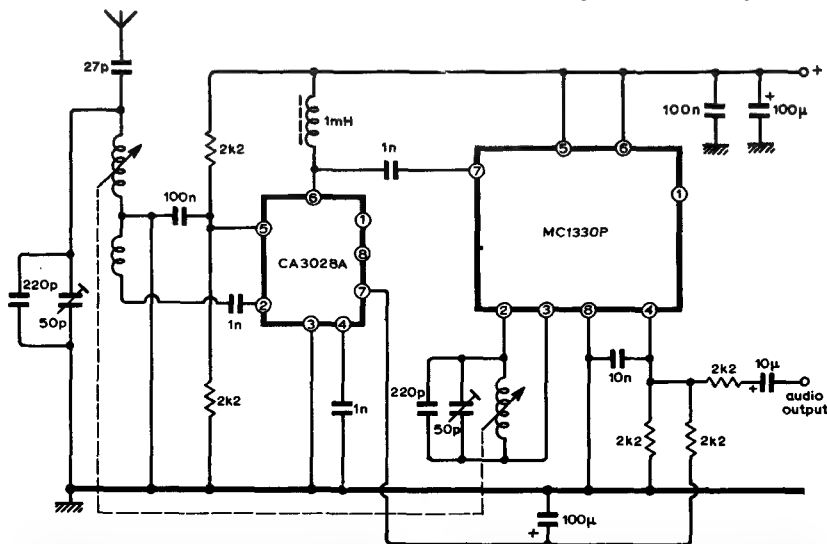 27p
2k2
1mH
1n
100n
+
100μ
+
100n
5
6
7
1
MC1330P
6
5
1
8
7
CA3028A
2
3
4
1n
220p
50p
2k2
1n
2
3
8
4
220p
50p
10n
2k2
10μ
+
audio
output
2k2
2k2
100μ
+